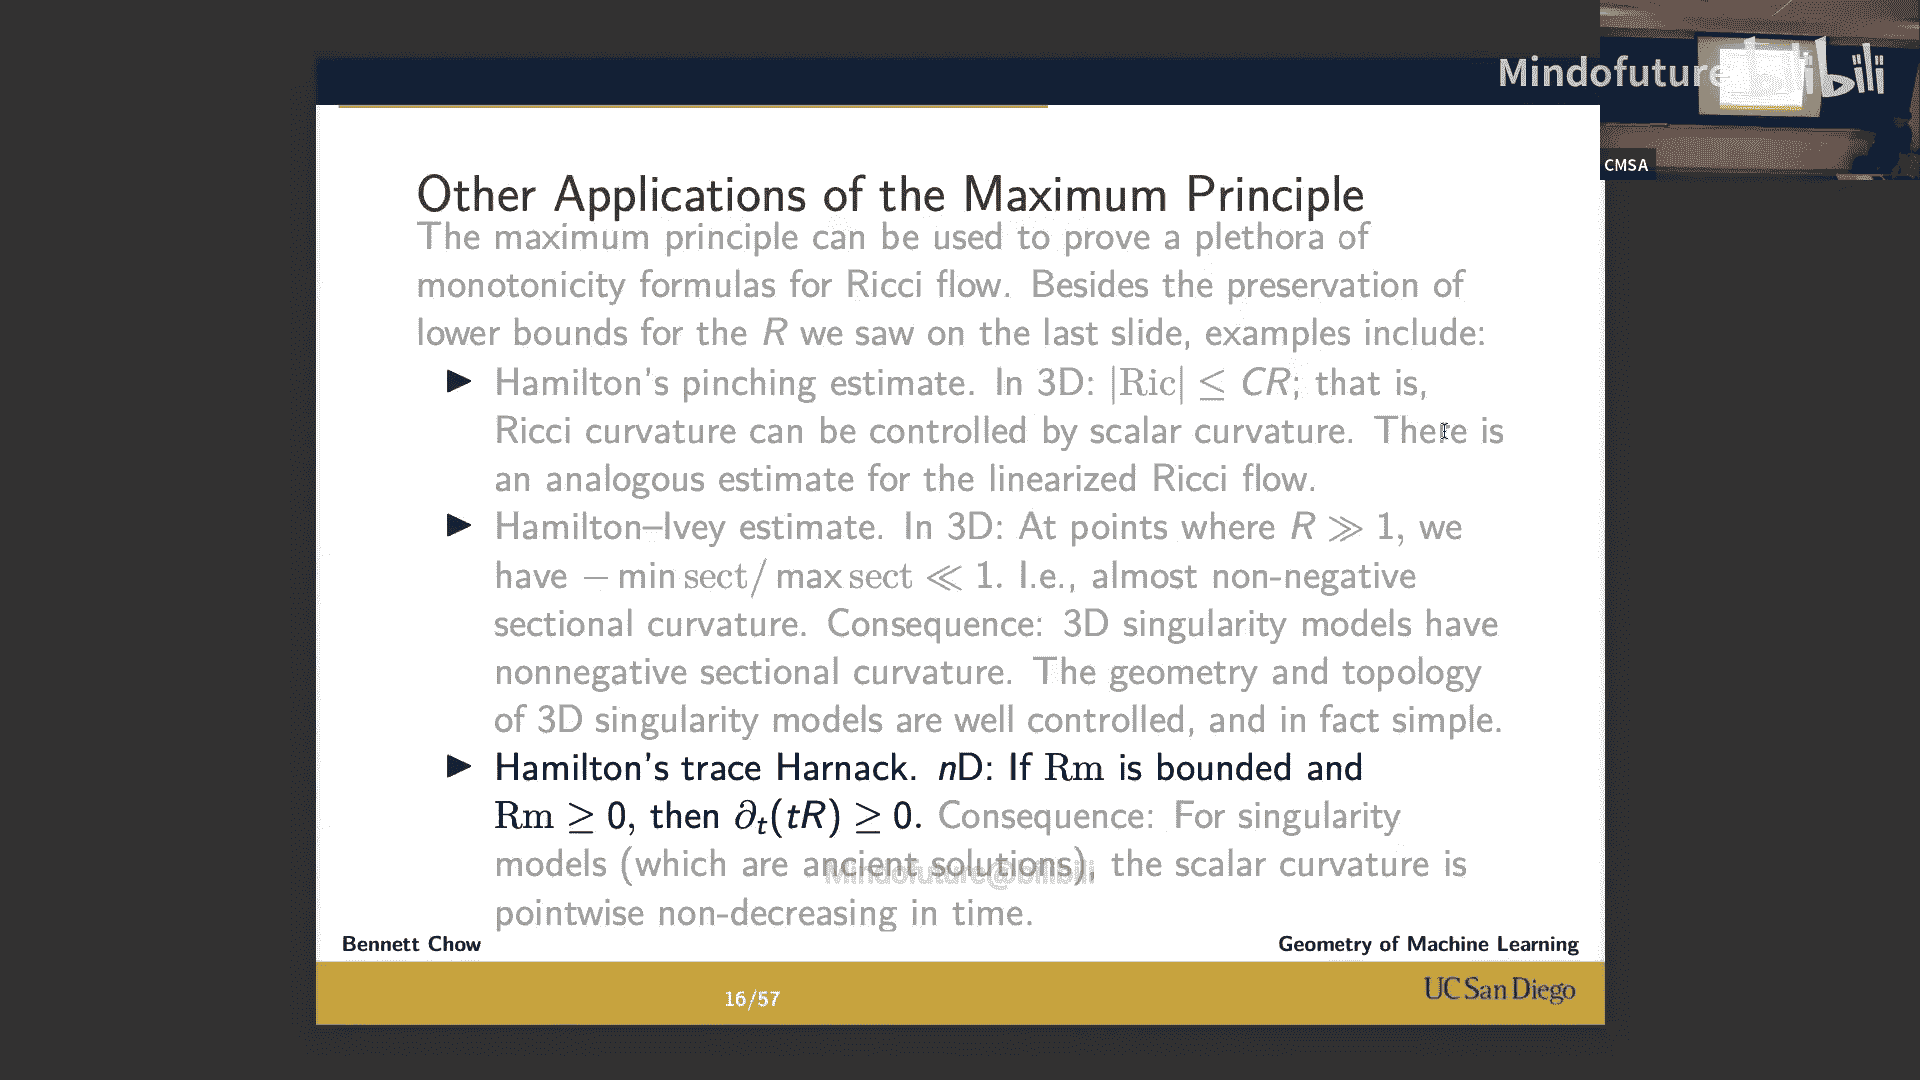 Mindofuture bilibili
CMSA
Other Applications of the Maximum Principle
The maximum principle can be used to prove a plethora of
monotonicity formulas for Ricci flow. Besides the preservation of
lower bounds for the R we saw on the last slide, examples include:
▶ Hamilton's pinching estimate. In 3D: |Ric| ≤ CR; that is,
Ricci curvature can be controlled by scalar curvature. There is
an analogous estimate for the linearized Ricci flow.
▶ Hamilton–Ivey estimate. In 3D: At points where R ≫ 1, we
have − min sect/ max sect ≪ 1. I.e., almost non-negative
sectional curvature. Consequence: 3D singularity models have
nonnegative sectional curvature. The geometry and topology
of 3D singularity models are well controlled, and in fact simple.
▶ Hamilton's trace Harnack. nD: If Rm is bounded and
Rm ≥ 0, then ∂ₜ(tR) ≥ 0. Consequence: For singularity
models (which are ancient solutions), the scalar curvature is
Mindofuture@bilibili
pointwise non-decreasing in time.
Bennett Chow
Geometry of Machine Learning
16/57
UC San Diego